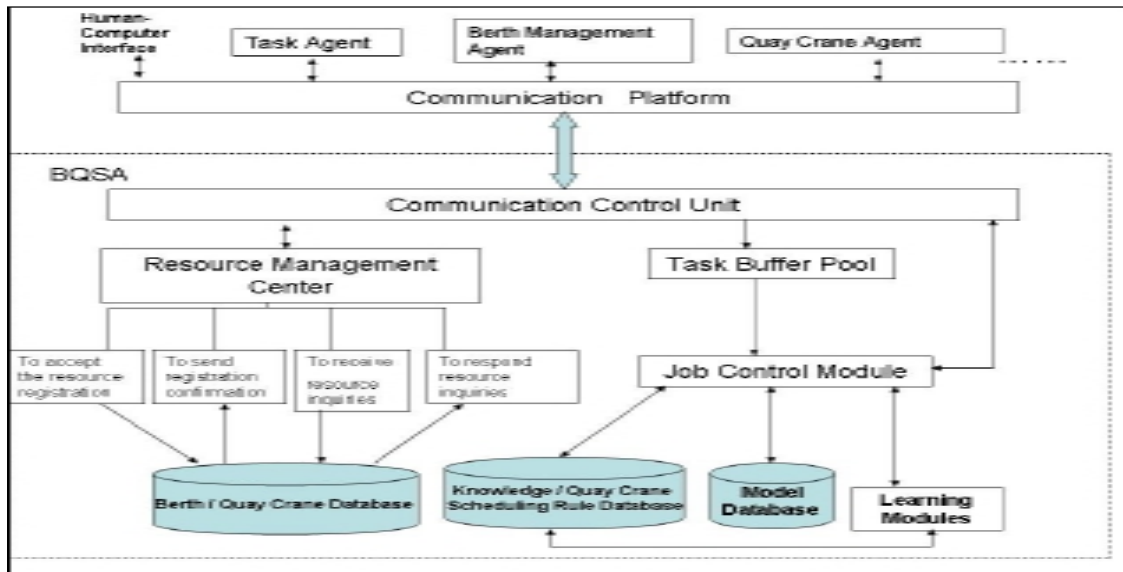 Human-
Computer
Interface
Task Agent
Berth Management
Agent
Quay Crane Agent
Communication Platform
BQSA
Communication Control Unit
Resource Management
Center
Task Buffer Pool
To accept
the resource
registration
To send
registration
confirmation
To receive
resource
inquiries
To respond
resource
inquiries
Job Control Module
Berth / Quay Crane Database
Knowledge / Quay Crane
Scheduling Rule Database
Model
Database
Learning
Modules